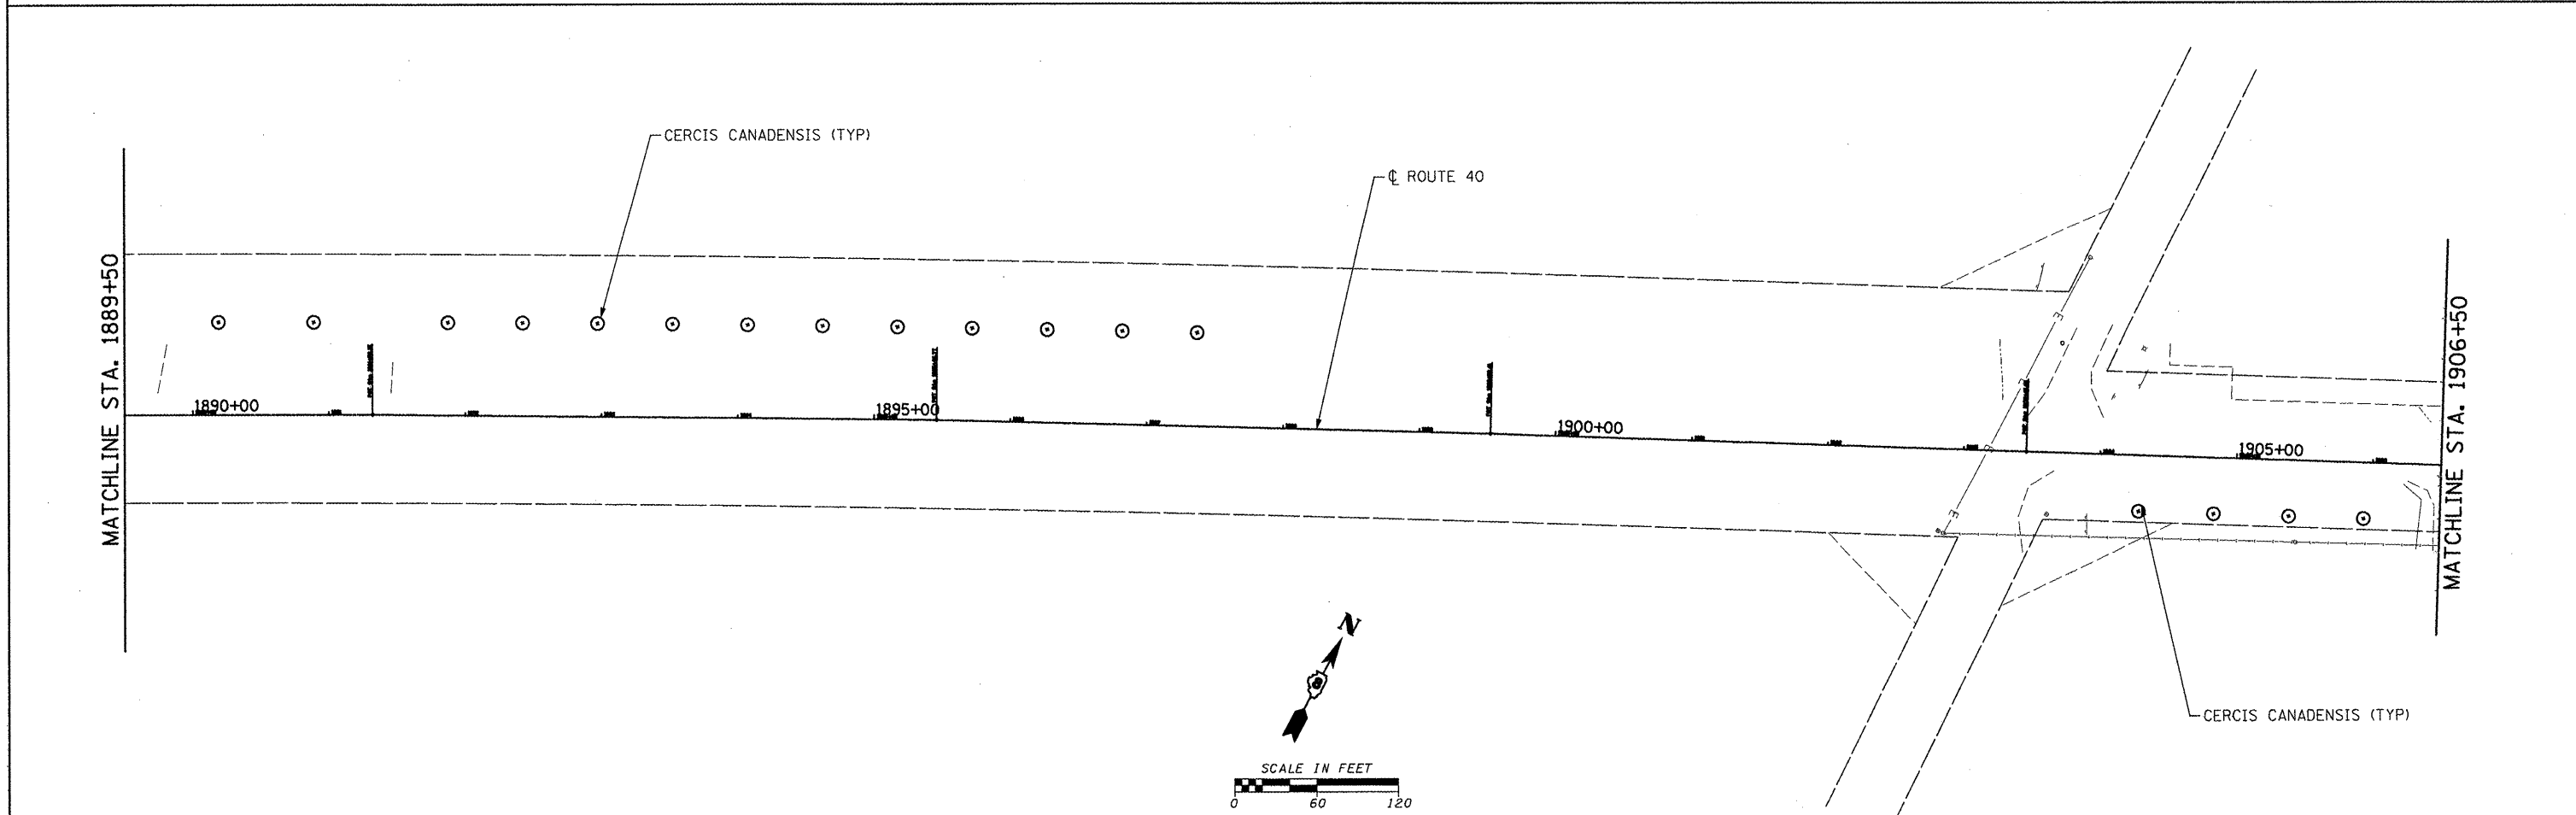 CERCIS CANADENSIS (TYP)
℄ ROUTE 40
MATCHLINE STA. 1889+50
1890+00
1895+00
1900+00
1905+00
MATCHLINE STA. 1906+50
N
CERCIS CANADENSIS (TYP)
SCALE IN FEET
0 60 120